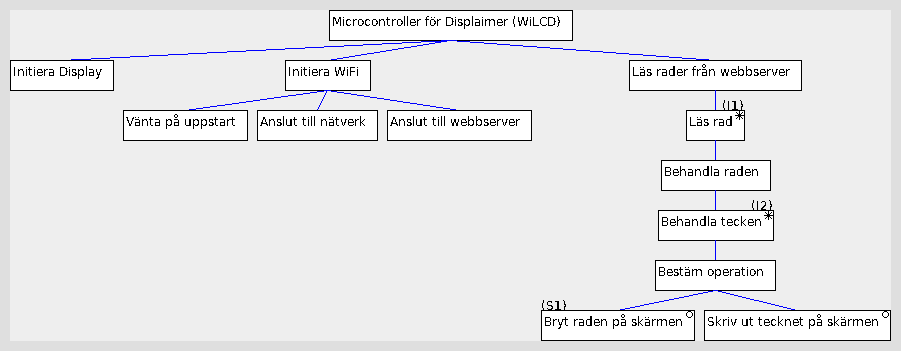 Microcontroller för Displaimer (WiLCD)
Initiera Display
Initiera WiFi
Läs rader från webbserver
Vänta på uppstart
Anslut till nätverk
Anslut till webbserver
(I1)
Läs rad *
Behandla raden
(I2)
Behandla tecken *
Bestäm operation
(S1)
Bryt raden på skärmen
Skriv ut tecknet på skärmen